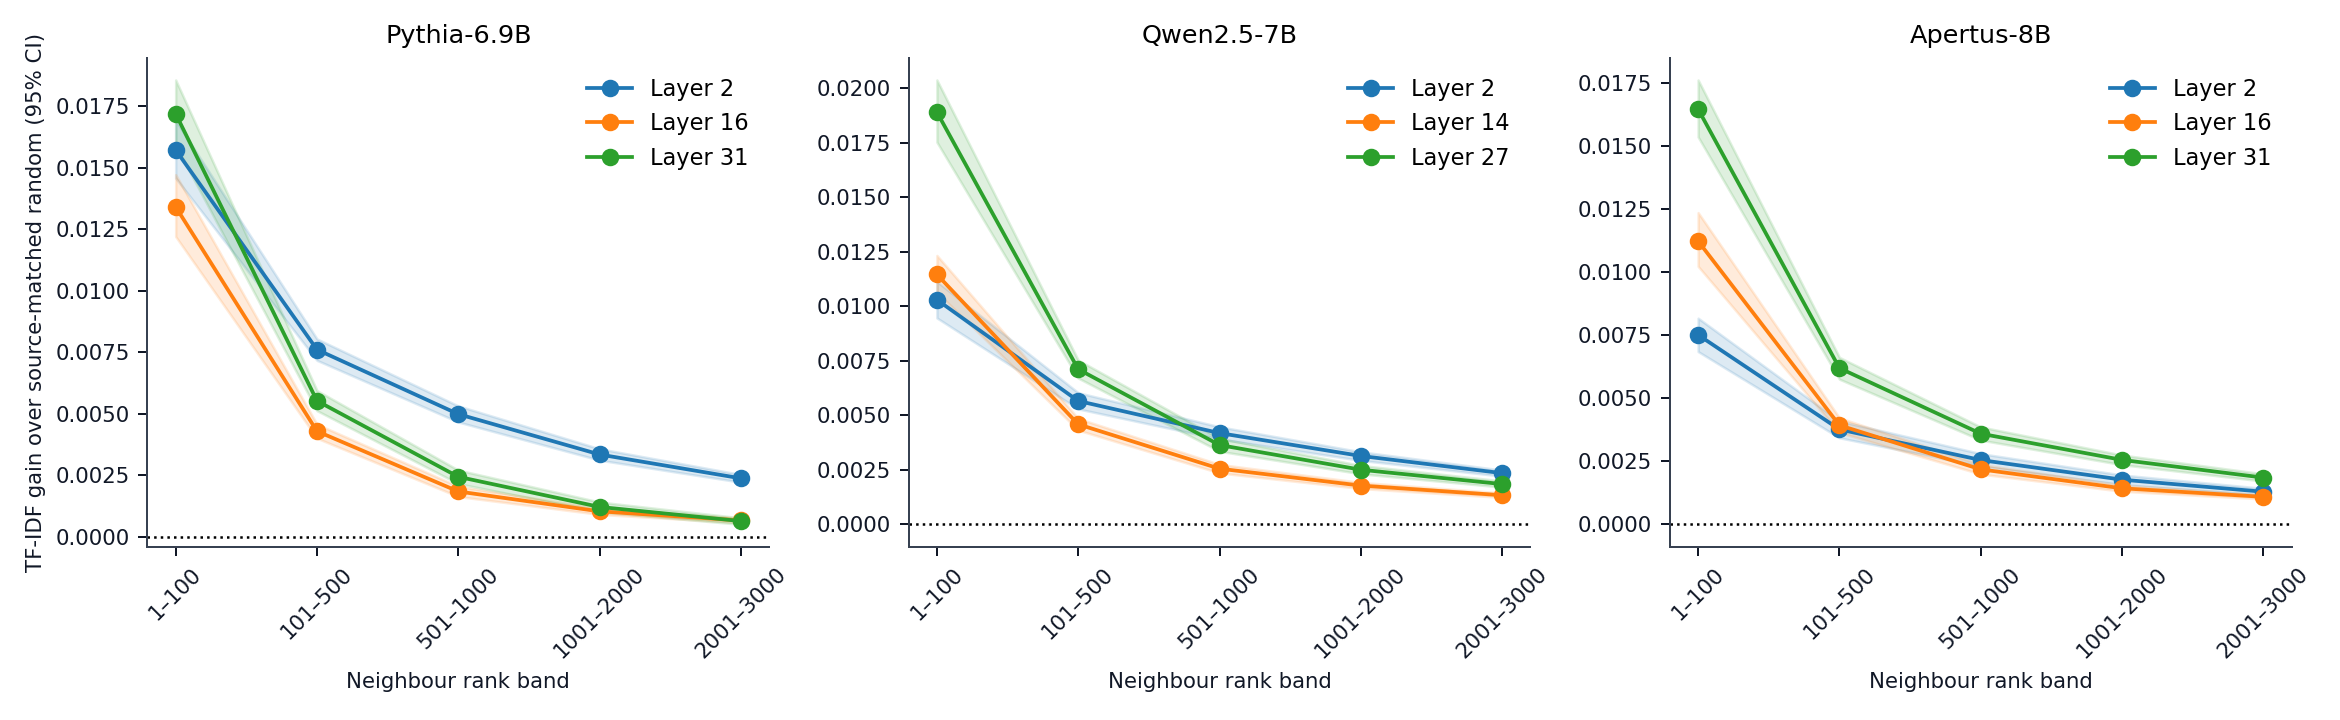 TF-IDF gain over source-matched random (95% CI)
Pythia-6.9B
0.0175
0.0150
0.0125
0.0100
0.0075
0.0050
0.0025
0.0000
Layer 2
Layer 16
Layer 31
1–100
101–500
501–1000
1001–2000
2001–3000
Neighbour rank band
Qwen2.5-7B
0.0200
0.0175
0.0150
0.0125
0.0100
0.0075
0.0050
0.0025
0.0000
Layer 2
Layer 14
Layer 27
1–100
101–500
501–1000
1001–2000
2001–3000
Neighbour rank band
Apertus-8B
0.0175
0.0150
0.0125
0.0100
0.0075
0.0050
0.0025
0.0000
Layer 2
Layer 16
Layer 31
1–100
101–500
501–1000
1001–2000
2001–3000
Neighbour rank band